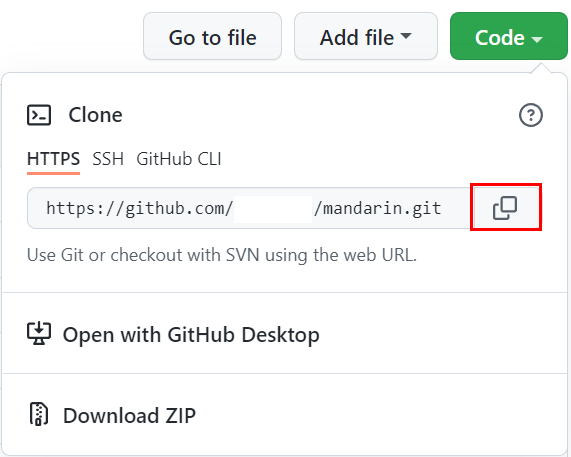 Go to file Add file Code
Clone
HTTPS SSH GitHub CLI
https://github.com/ /mandarin.git
Use Git or checkout with SVN using the web URL.
Open with GitHub Desktop
Download ZIP